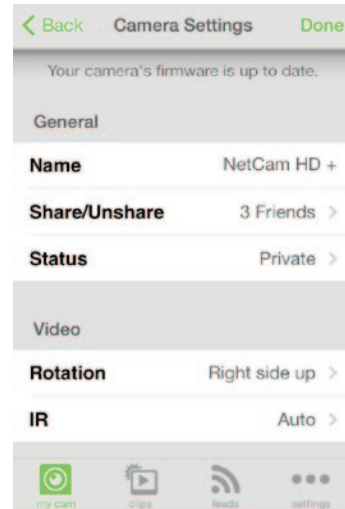 Back Camera Settings Done
Your camera's firmware is up to date.
General
Name NetCam HD +
Share/Unshare 3 Friends
Status Private
Video
Rotation Right side up
IR Auto
my cam clips feeds settings